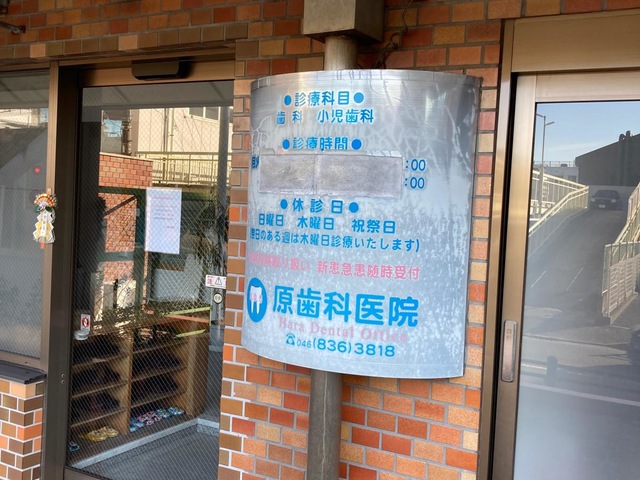 ●診療科目●
歯科 小児歯科
●診療時間●
:00
:00
●休診日●
日曜日 木曜日 祝祭日
祭日のある週は木曜日診療いたします)
扱い 新患急患随時受付
原歯科医院
Hara Dental Office
☎046(836)3818